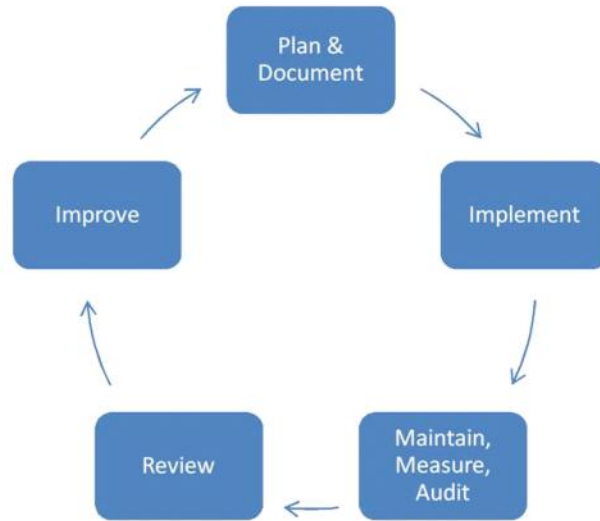 Plan &
Document
Implement
Maintain,
Measure,
Audit
Review
Improve